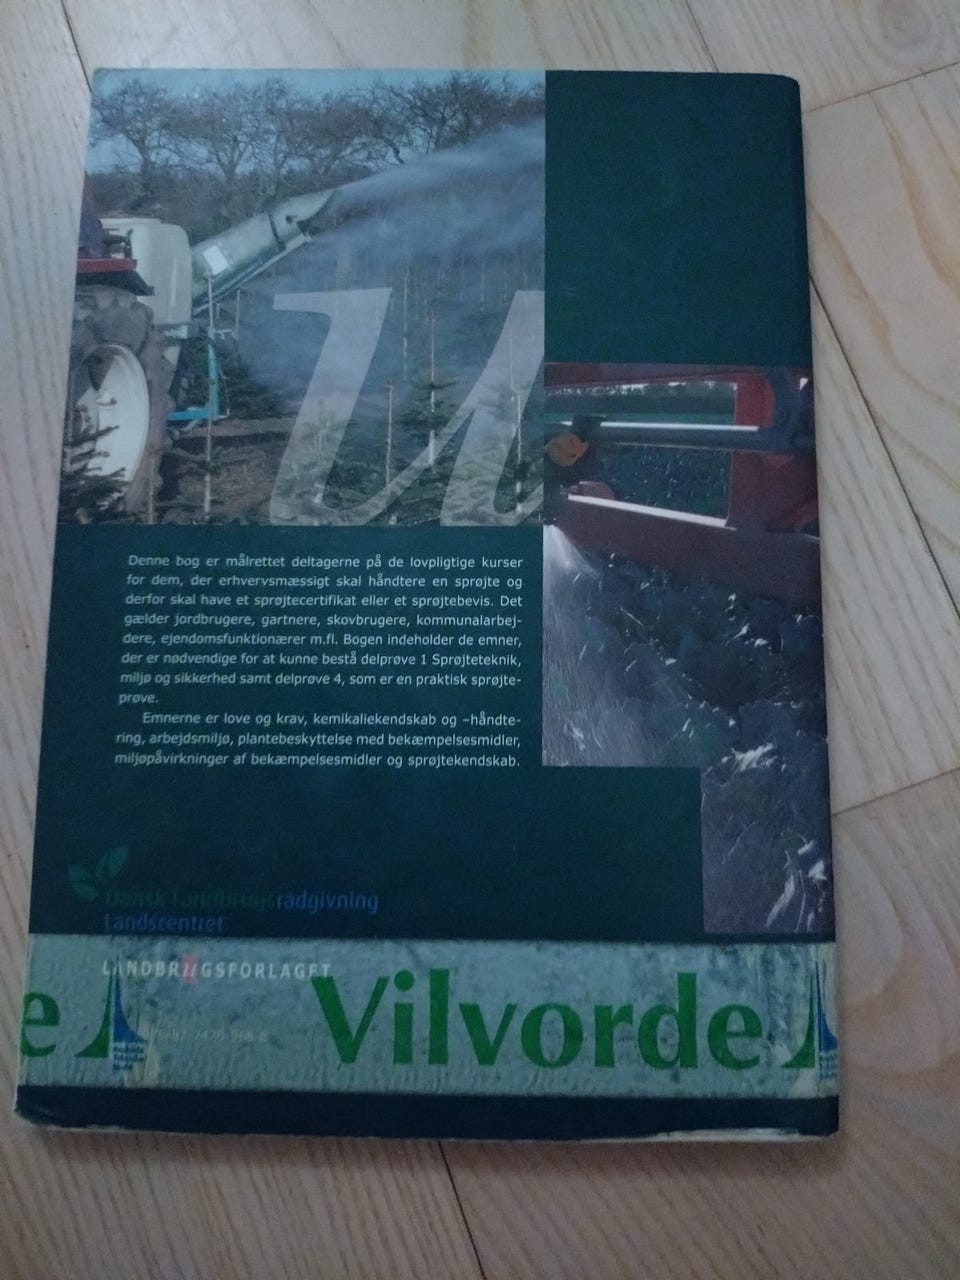 u
Denne bog er målrettet deltagerne på de lovpligtige kurser
for dem, der erhvervsmæssigt skal håndtere en sprøjte og
derfor skal have et sprøjtecertifikat eller et sprøjtebevis. Det
gælder jordbrugere, gartnere, skovbrugere, kommunalarbej-
dere, ejendomsfunktionærer m.fl. Bogen indeholder de emner,
der er nødvendige for at kunne bestå delprøve 1 Sprøjteteknik,
miljø og sikkerhed samt delprøve 4, som er en praktisk sprøjte-
prøve.
Emnerne er love og krav, kemikaliekendskab og –håndte-
ring, arbejdsmiljø, plantebeskyttelse med bekæmpelsesmidler,
miljøpåvirkninger af bekæmpelsesmidler og sprøjtekendskab.
Dansk Landbrugsrådgivning
Landscentret
LANDBRUGSFORLAGET
e Vilvorde